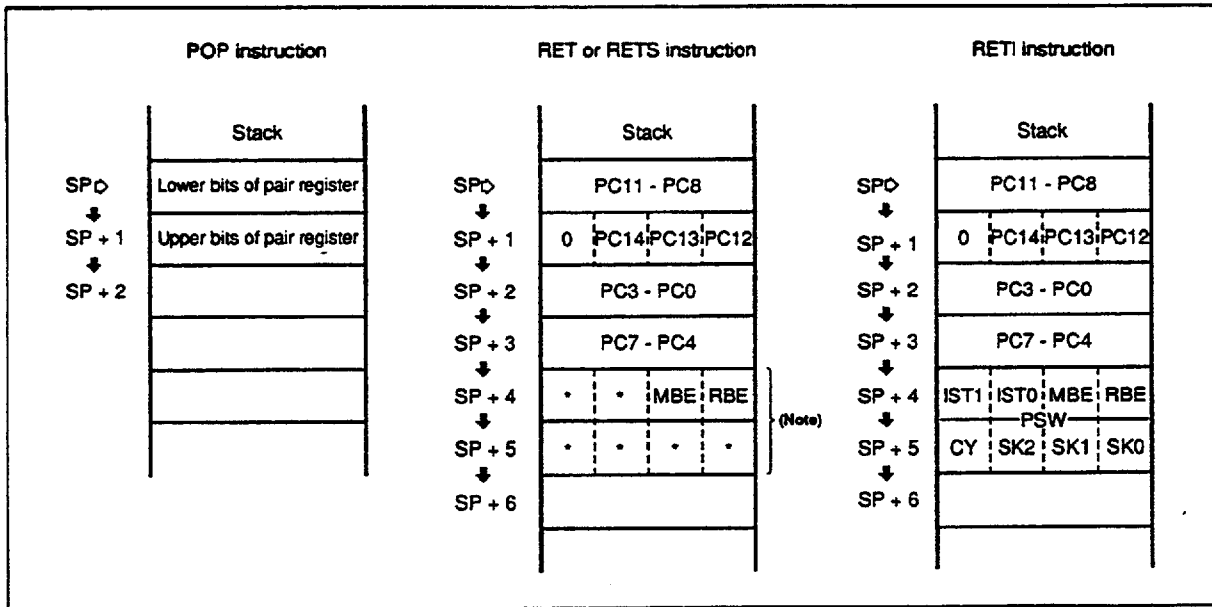 POP instruction
Stack
SP
Lower bits of pair register
SP + 1
Upper bits of pair register
SP + 2
RET or RETS instruction
Stack
SP
PC11 - PC8
SP + 1
0 PC14 PC13 PC12
SP + 2
PC3 - PC0
SP + 3
PC7 - PC4
SP + 4
* * MBE RBE
SP + 5
* * * *
(Note)
SP + 6
RETI instruction
Stack
SP
PC11 - PC8
SP + 1
0 PC14 PC13 PC12
SP + 2
PC3 - PC0
SP + 3
PC7 - PC4
SP + 4
IST1 IST0 MBE RBE
PSW
SP + 5
CY SK2 SK1 SK0
SP + 6